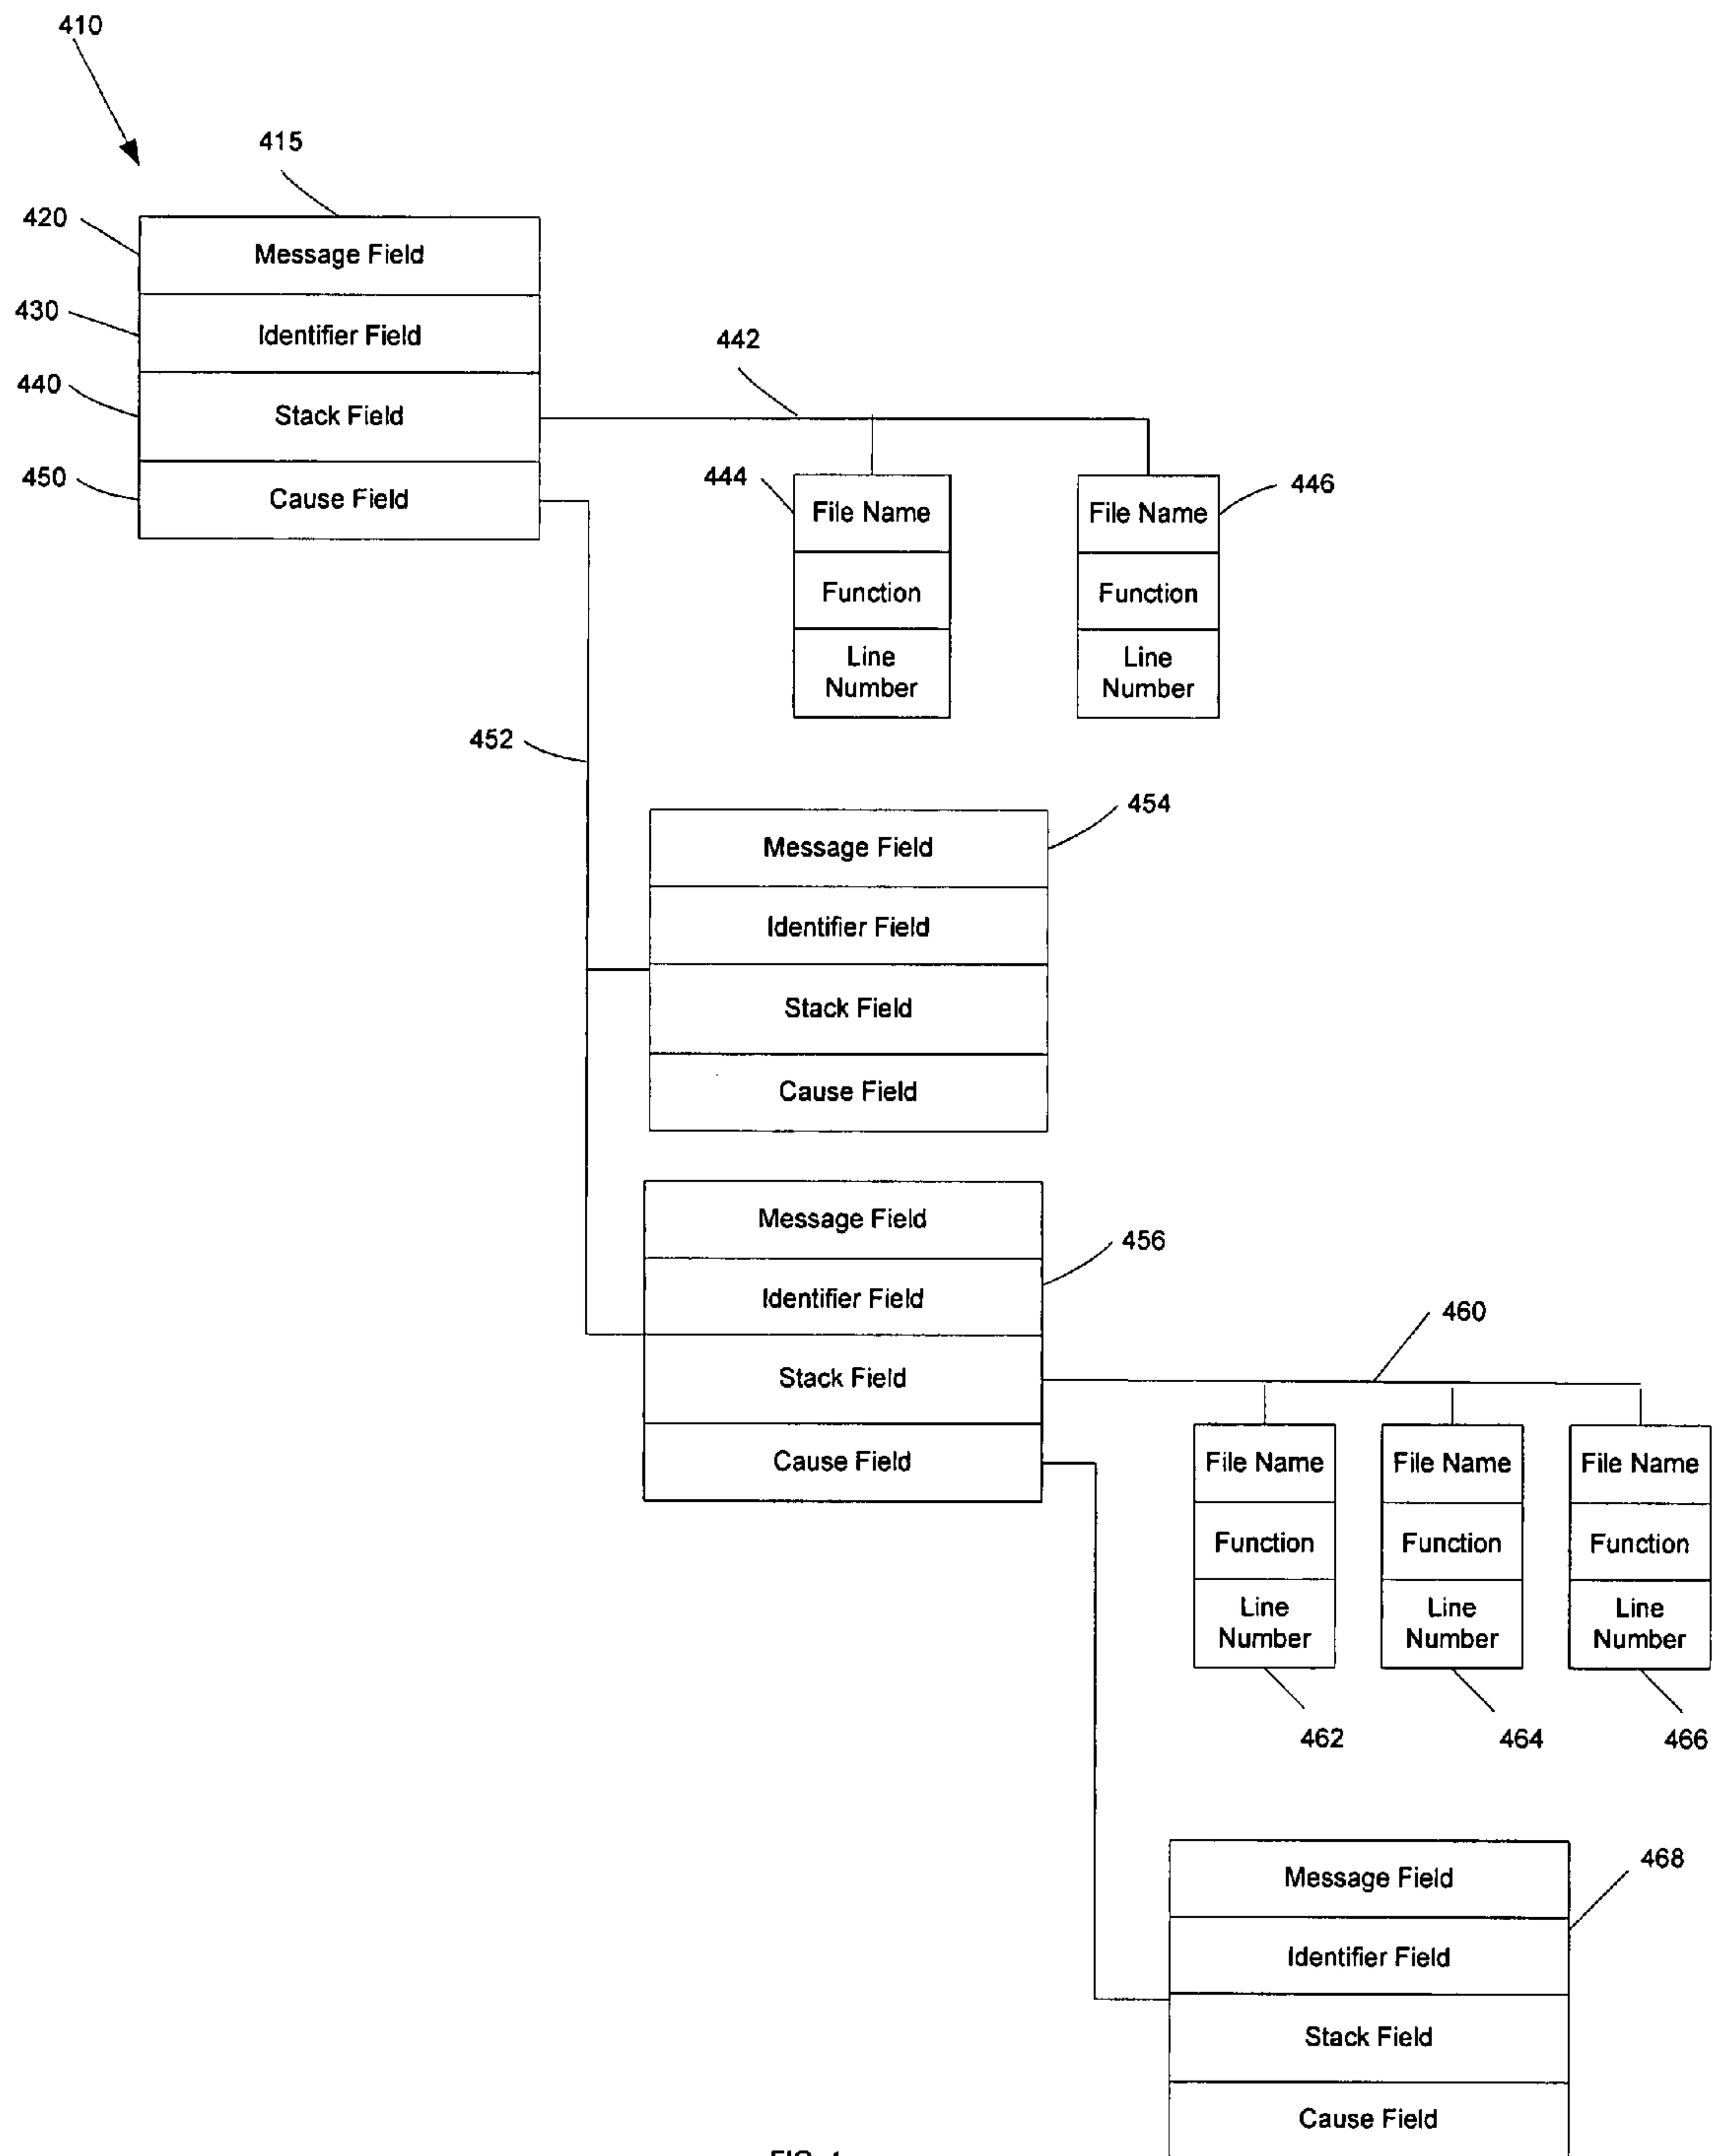 410
415
420
Message Field
430
Identifier Field
440
Stack Field
450
Cause Field
442
444
File Name
Function
Line
Number
446
File Name
Function
Line
Number
452
454
Message Field
Identifier Field
Stack Field
Cause Field
456
Message Field
Identifier Field
Stack Field
Cause Field
460
File Name
Function
Line
Number
462
File Name
Function
Line
Number
464
File Name
Function
Line
Number
466
468
Message Field
Identifier Field
Stack Field
Cause Field